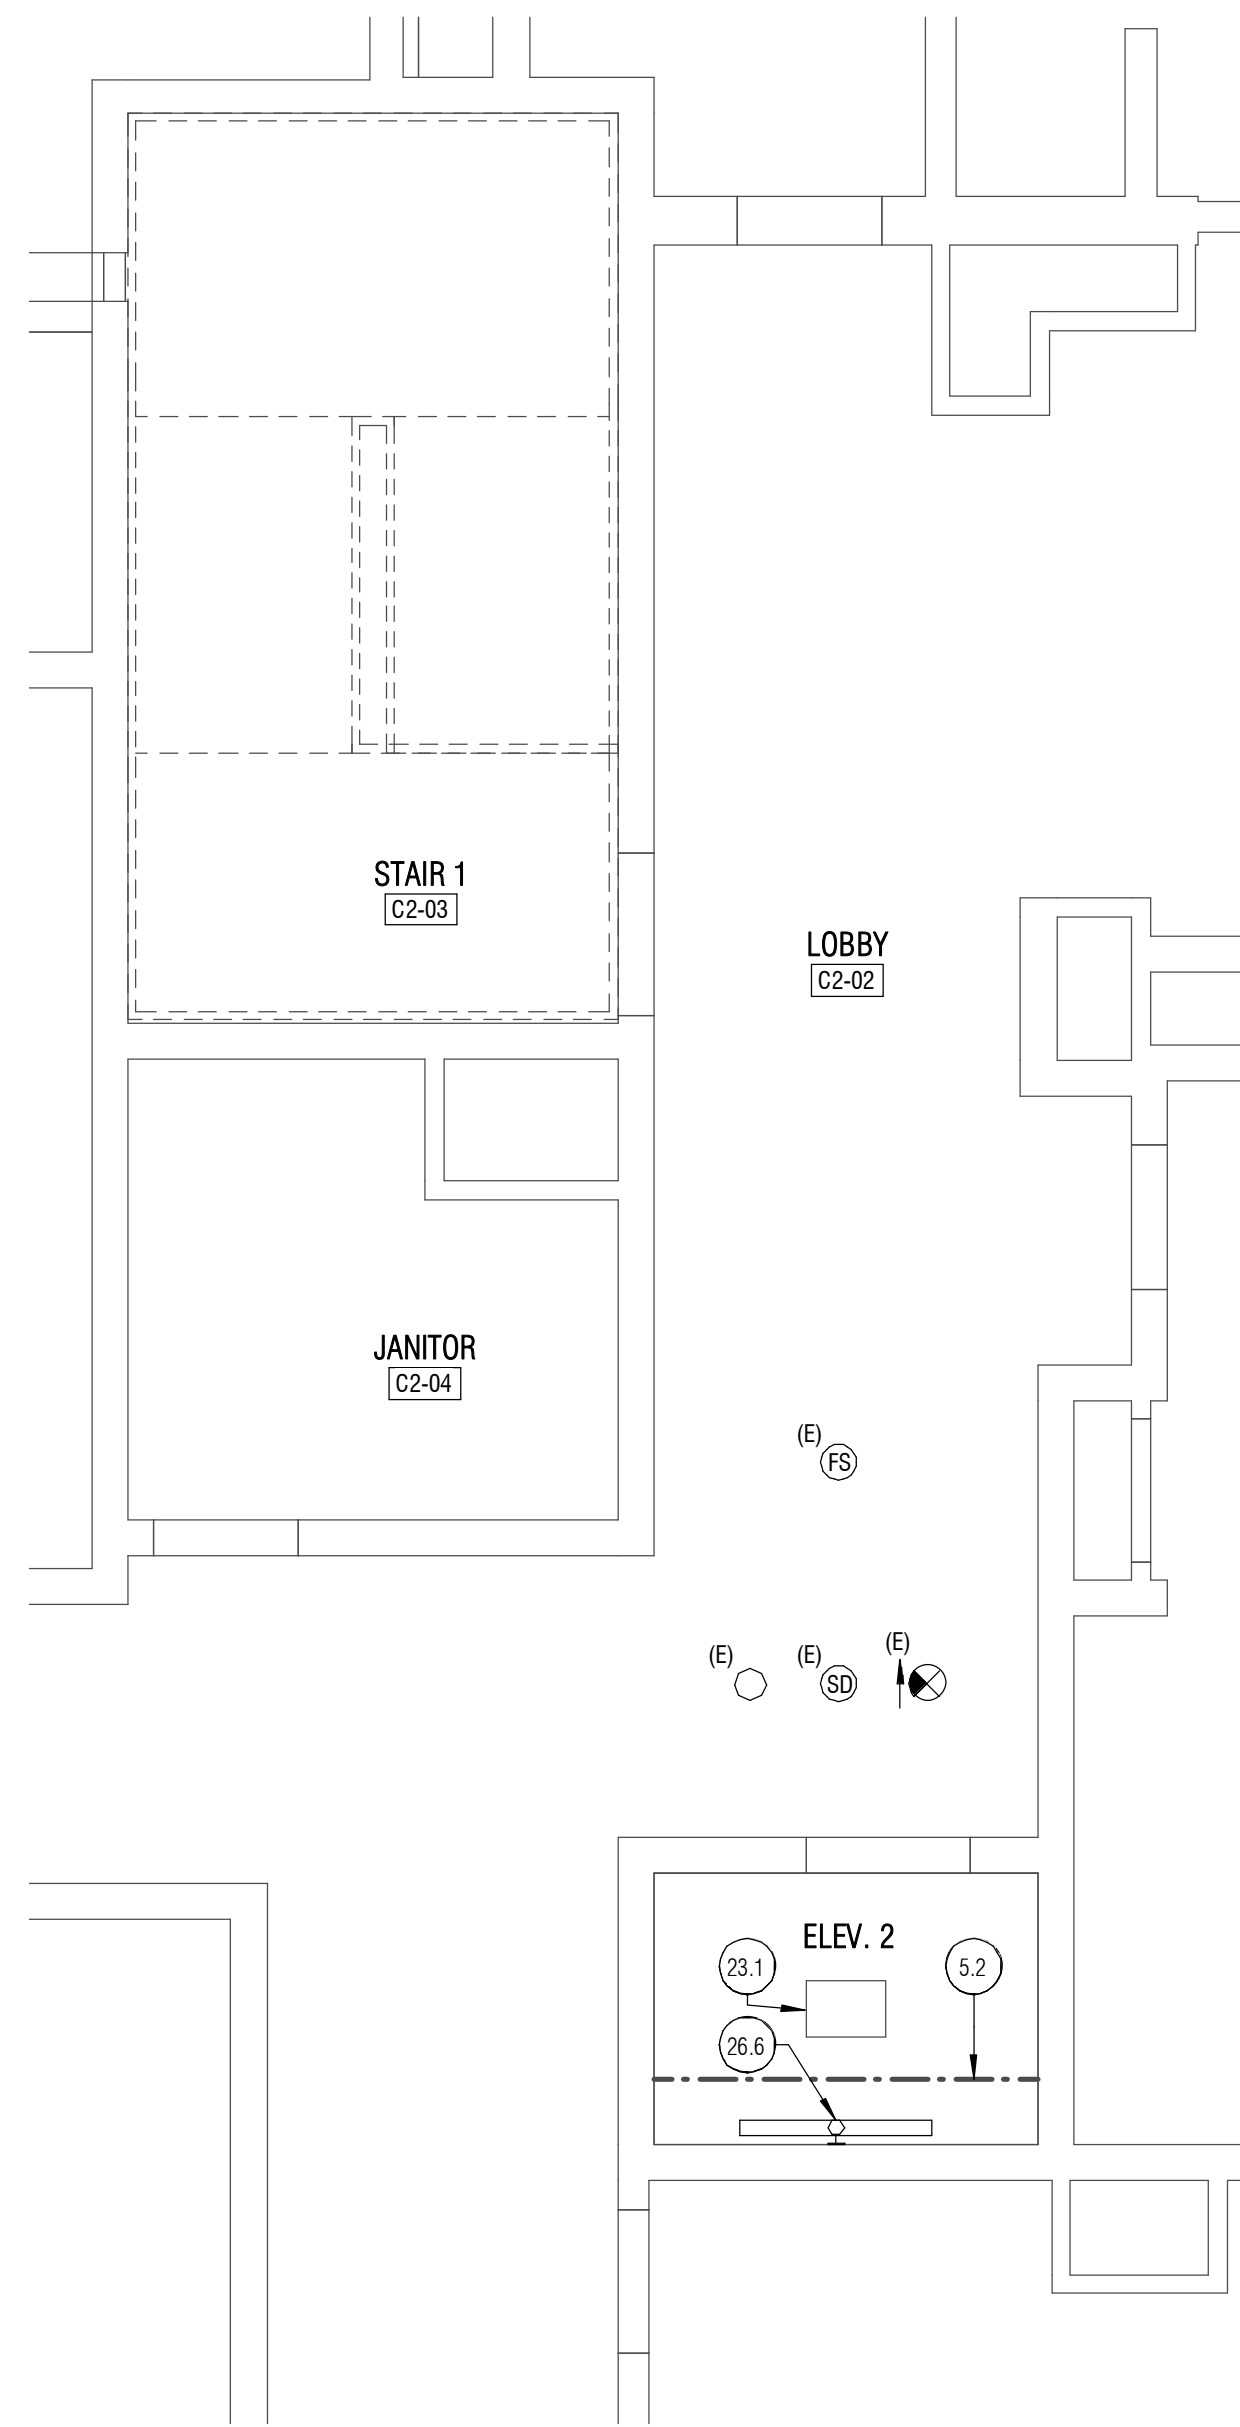 STAIR 1
C2-03
LOBBY
C2-02
JANITOR
C2-04
(E)
FS
(E)
(E)
SD
(E)
ELEV. 2
23.1
5.2
26.6